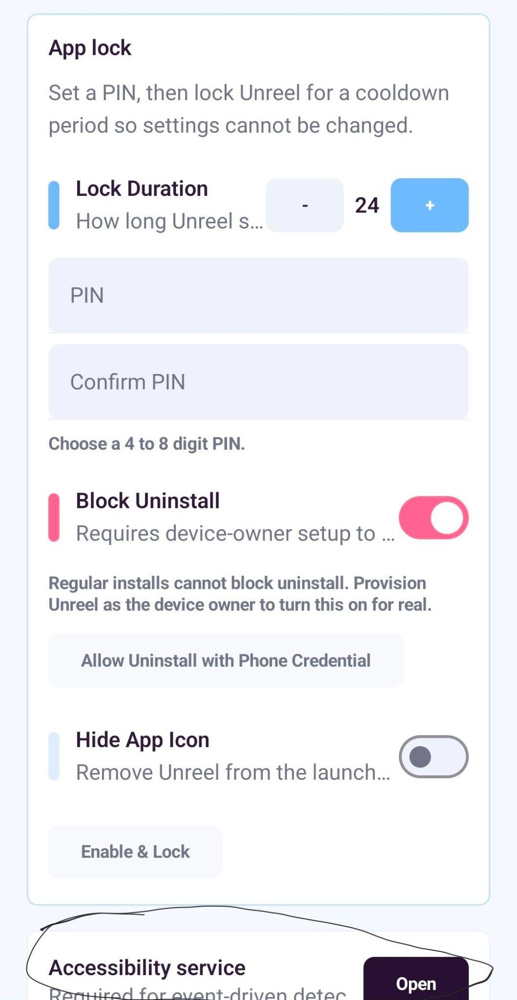 App lock
Set a PIN, then lock Unreel for a cooldown
period so settings cannot be changed.
Lock Duration
How long Unreel s...
-
24
+
PIN
Confirm PIN
Choose a 4 to 8 digit PIN.
Block Uninstall
Requires device-owner setup to ...
Regular installs cannot block uninstall. Provision
Unreel as the device owner to turn this on for real.
Allow Uninstall with Phone Credential
Hide App Icon
Remove Unreel from the launch...
Enable & Lock
Accessibility service
Required for event-driven detec
Open